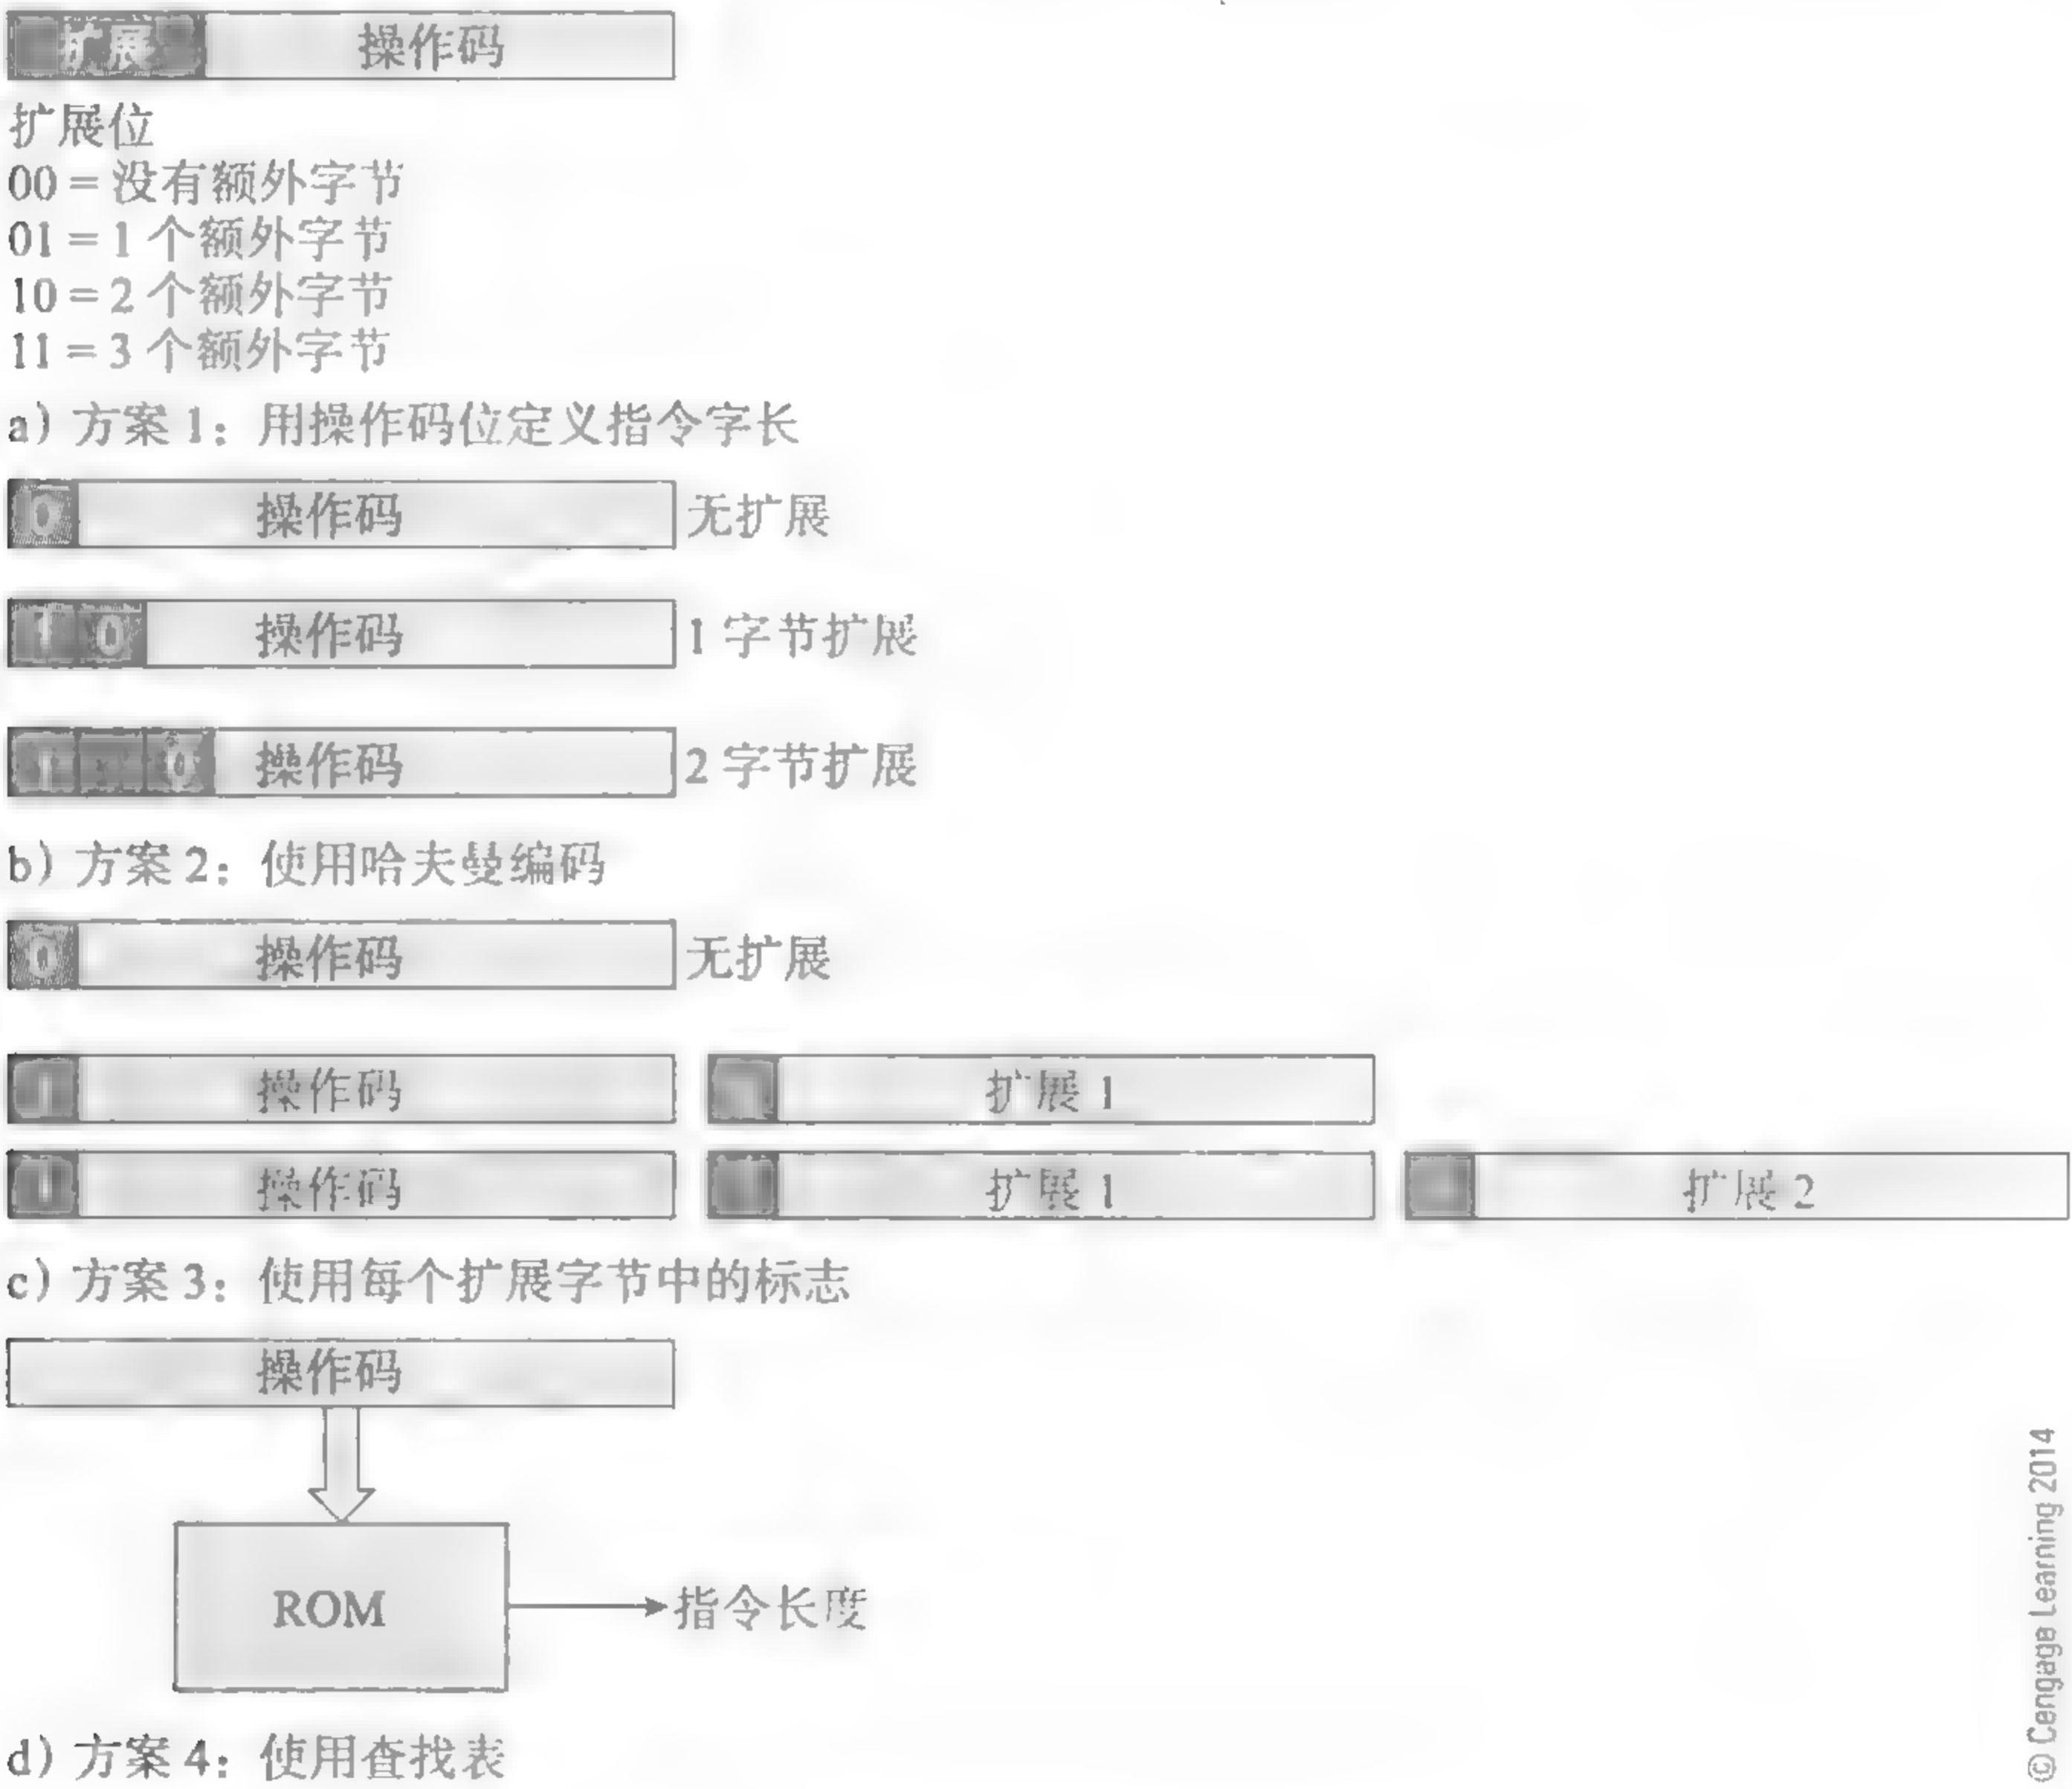 扩展 操作码
扩展位
00 = 没有额外字节
01 = 1 个额外字节
10 = 2 个额外字节
11 = 3 个额外字节
a）方案 1：用操作码位定义指令字长
0 操作码 无扩展
1 0 操作码 1 字节扩展
1 0 操作码 2 字节扩展
b）方案 2：使用哈夫曼编码
0 操作码 无扩展
操作码 扩展 1
操作码 扩展 1 扩展 2
c）方案 3：使用每个扩展字节中的标志
操作码
ROM 指令长度
d）方案 4：使用查找表
© Cengage Learning 2014